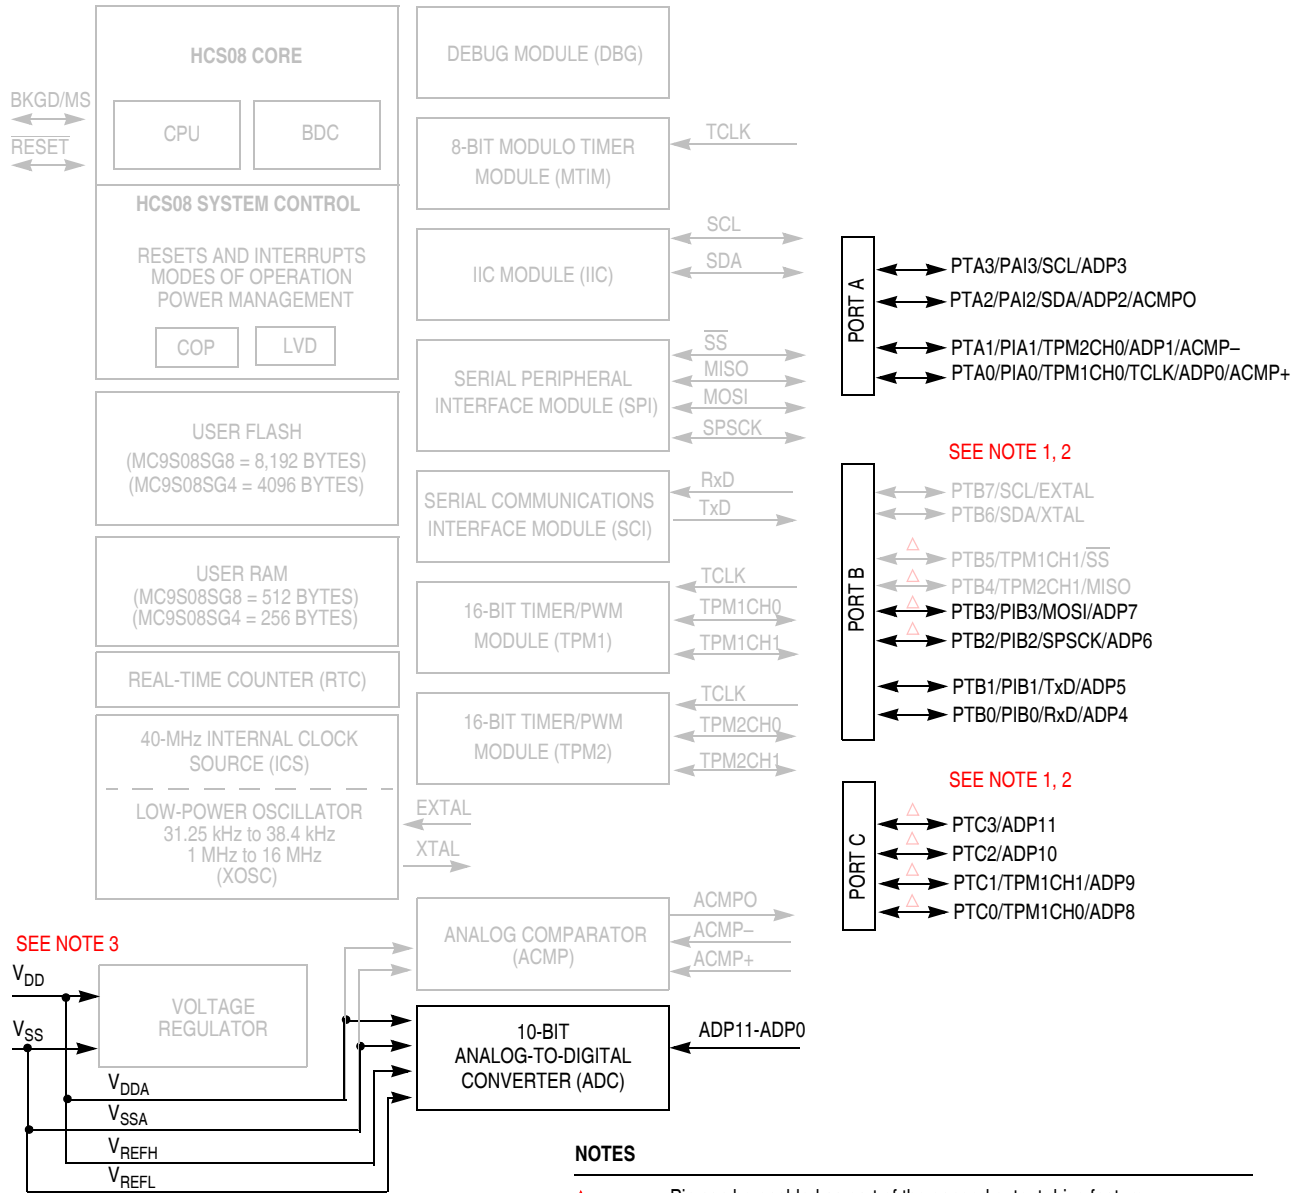 HCS08 CORE
BKGD/MS
RESET
CPU
BDC
HCS08 SYSTEM CONTROL
RESETS AND INTERRUPTS
MODES OF OPERATION
POWER MANAGEMENT
COP
LVD
USER FLASH
(MC9S08SG8 = 8,192 BYTES)
(MC9S08SG4 = 4096 BYTES)
USER RAM
(MC9S08SG8 = 512 BYTES)
(MC9S08SG4 = 256 BYTES)
REAL-TIME COUNTER (RTC)
40-MHz INTERNAL CLOCK
SOURCE (ICS)
LOW-POWER OSCILLATOR
31.25 kHz to 38.4 kHz
1 MHz to 16 MHz
(XOSC)
EXTAL
XTAL
SEE NOTE 3
VDD
VSS
VOLTAGE
REGULATOR
VDDA
VSSA
VREFH
VREFL
DEBUG MODULE (DBG)
8-BIT MODULO TIMER
MODULE (MTIM)
TCLK
IIC MODULE (IIC)
SCL
SDA
SERIAL PERIPHERAL
INTERFACE MODULE (SPI)
SS
MISO
MOSI
SPSCK
SERIAL COMMUNICATIONS
INTERFACE MODULE (SCI)
RxD
TxD
16-BIT TIMER/PWM
MODULE (TPM1)
TCLK
TPM1CH0
TPM1CH1
16-BIT TIMER/PWM
MODULE (TPM2)
TCLK
TPM2CH0
TPM2CH1
ANALOG COMPARATOR
(ACMP)
ACMPO
ACMP–
ACMP+
10-BIT
ANALOG-TO-DIGITAL
CONVERTER (ADC)
ADP11-ADP0
PORT A
PTA3/PAI3/SCL/ADP3
PTA2/PAI2/SDA/ADP2/ACMPO
PTA1/PIA1/TPM2CH0/ADP1/ACMP–
PTA0/PIA0/TPM1CH0/TCLK/ADP0/ACMP+
SEE NOTE 1, 2
PORT B
PTB7/SCL/EXTAL
PTB6/SDA/XTAL
PTB5/TPM1CH1/SS
PTB4/TPM2CH1/MISO
PTB3/PIB3/MOSI/ADP7
PTB2/PIB2/SPSCK/ADP6
PTB1/PIB1/TxD/ADP5
PTB0/PIB0/RxD/ADP4
SEE NOTE 1, 2
PORT C
PTC3/ADP11
PTC2/ADP10
PTC1/TPM1CH1/ADP9
PTC0/TPM1CH0/ADP8
NOTES